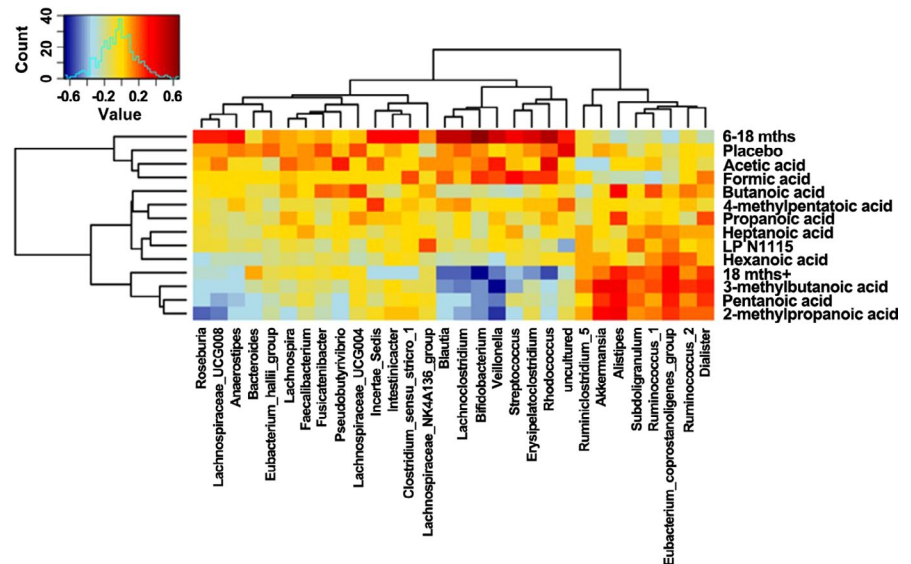 Count
40
20
0
-0.6 -0.2 0.2 0.6
Value
6-18 mths
Placebo
Acetic acid
Formic acid
Butanoic acid
4-methylpentatoic acid
Propanoic acid
Heptanoic acid
LP N1115
Hexanoic acid
18 mths+
3-methylbutanoic acid
Pentanoic acid
2-methylpropanoic acid
Roseburia
Lachnospiraceae_UCG008
Anaerostipes
Bacteroides
Eubacterium_hallii_group
Lachnospira
Faecalibacterium
Fusicatenibacter
Pseudobutyrivibrio
Lachnospiraceae_UCG004
Incertae_Sedis
Intestinicacter
Clostridium_sensu_stricro_1
Lachnospiraceae_NK4A136_group
Blautia
Lachnoclostridium
Bifidobacterium
Veillonella
Streptococcus
Erysipelatoclostridium
Rhodococcus
uncultured
Ruminiclostridium_5
Akkermansia
Alistipes
Subdoligranulum
Ruminococcus_1
Eubacterium_coprostanoligenes_group
Ruminococcus_2
Dialister